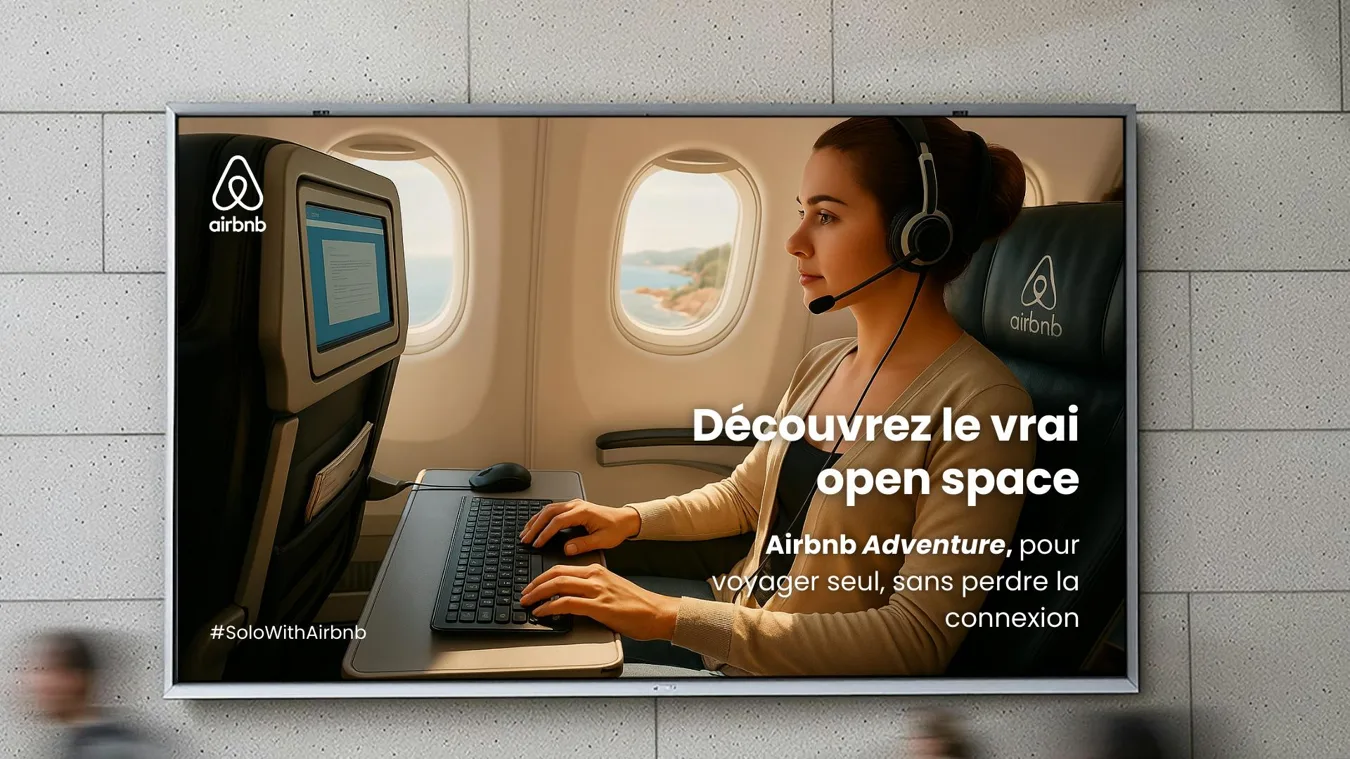 airbnb
airbnb
Découvrez le vrai
open space
Airbnb Adventure, pour
voyager seul, sans perdre la
connexion
#SoloWithAirbnb